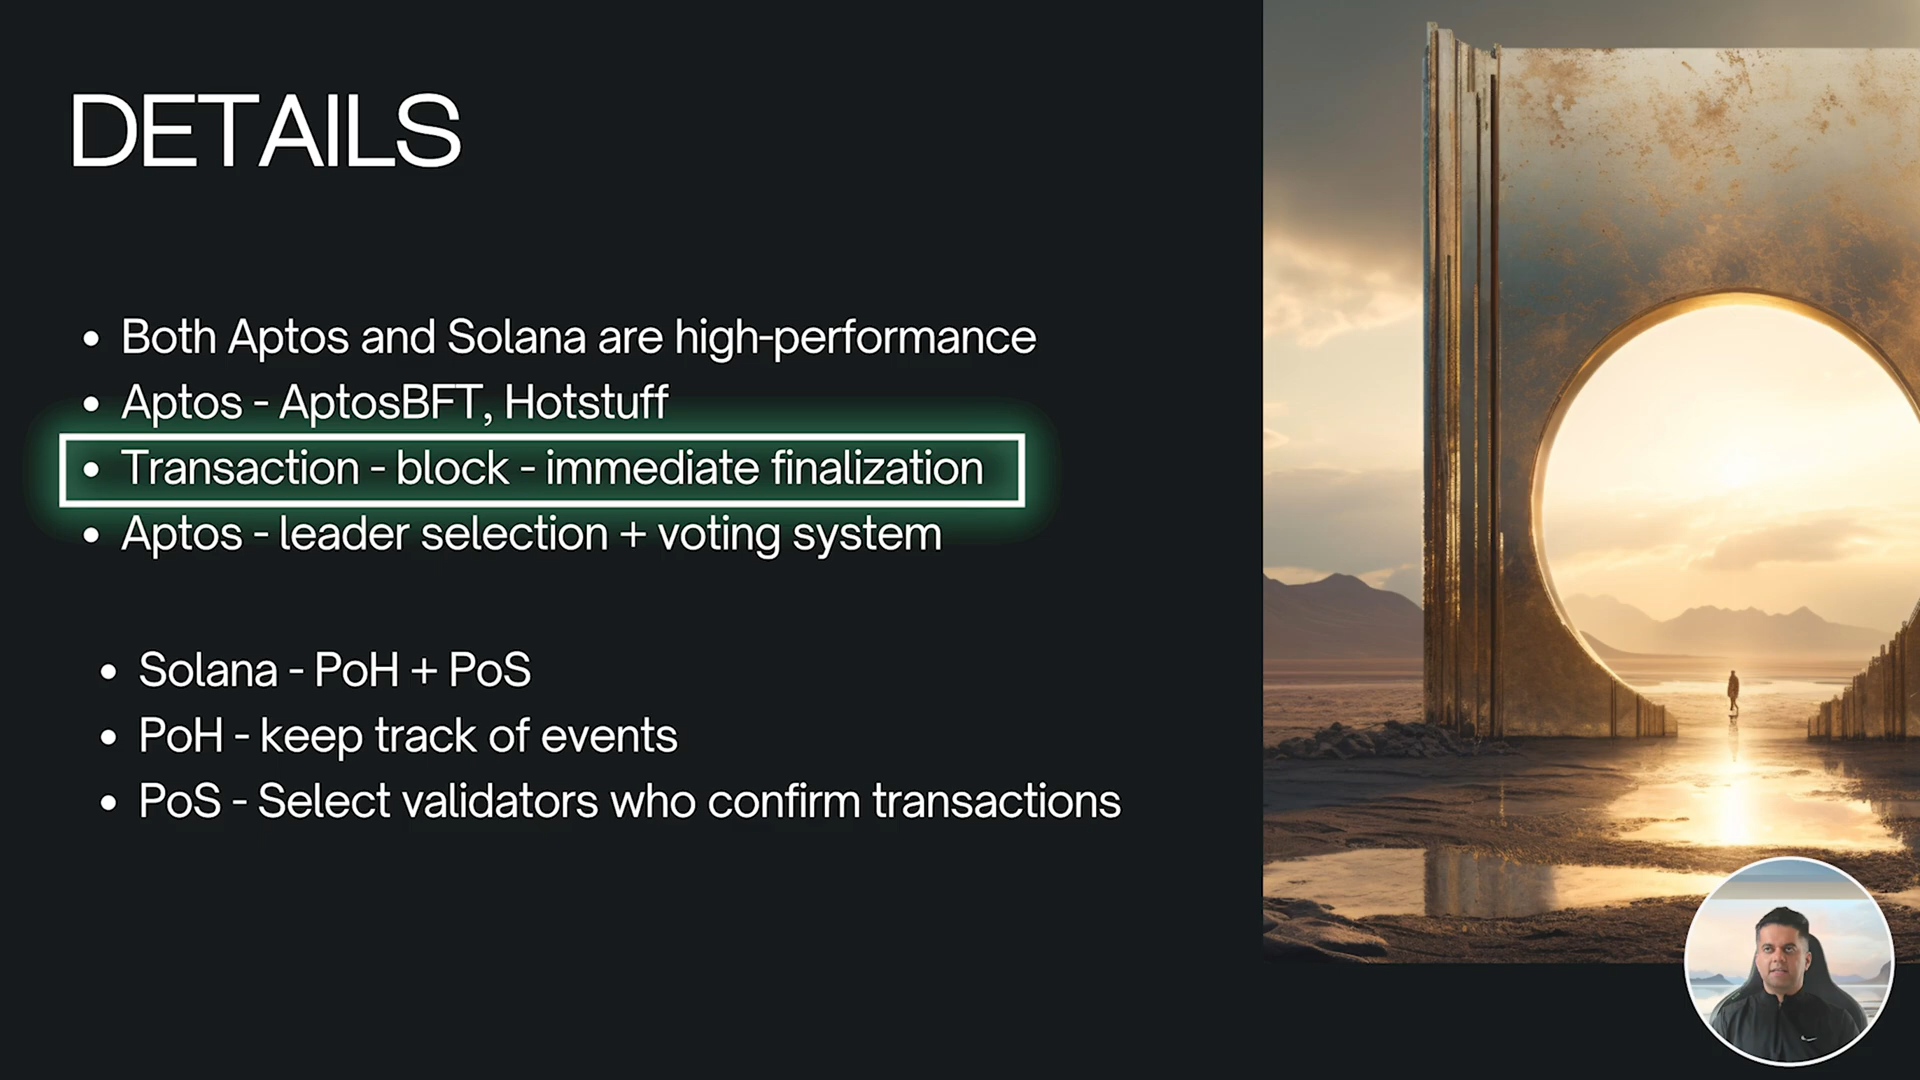 DETAILS
• Both Aptos and Solana are high-performance
• Aptos - AptosBFT, Hotstuff
• Transaction - block - immediate finalization
• Aptos - leader selection + voting system
• Solana - PoH + PoS
• PoH - keep track of events
• PoS - Select validators who confirm transactions